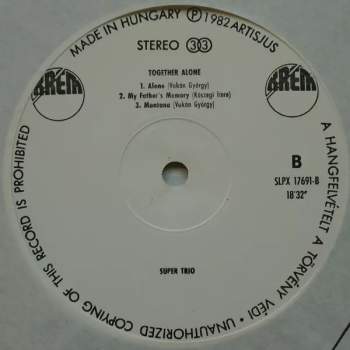 MADE IN HUNGARY Ⓟ 1982 ARTISJUS
STEREO 33
KRÉM
KRÉM
TOGETHER ALONE
1. Alone (Vukán György)
2. My Father's Memory (Kőszegi Imre)
3. Montana (Vukán György)
B
SLPX 17691-B
18'32"
SUPER TRIO
A HANGFELVÉTELT A TÖRVÉNY VÉDI • UNAUTHORIZED COPYING OF THIS RECORD IS PROHIBITED